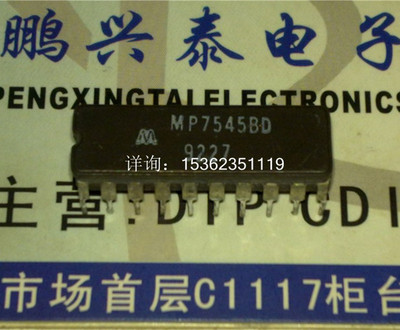 鹏兴泰电子
PENGXINGTAIELECTRONICS
MP7545BD
9227
详询：15362351119
主营:DIP GDI
市场首层C1117柜台